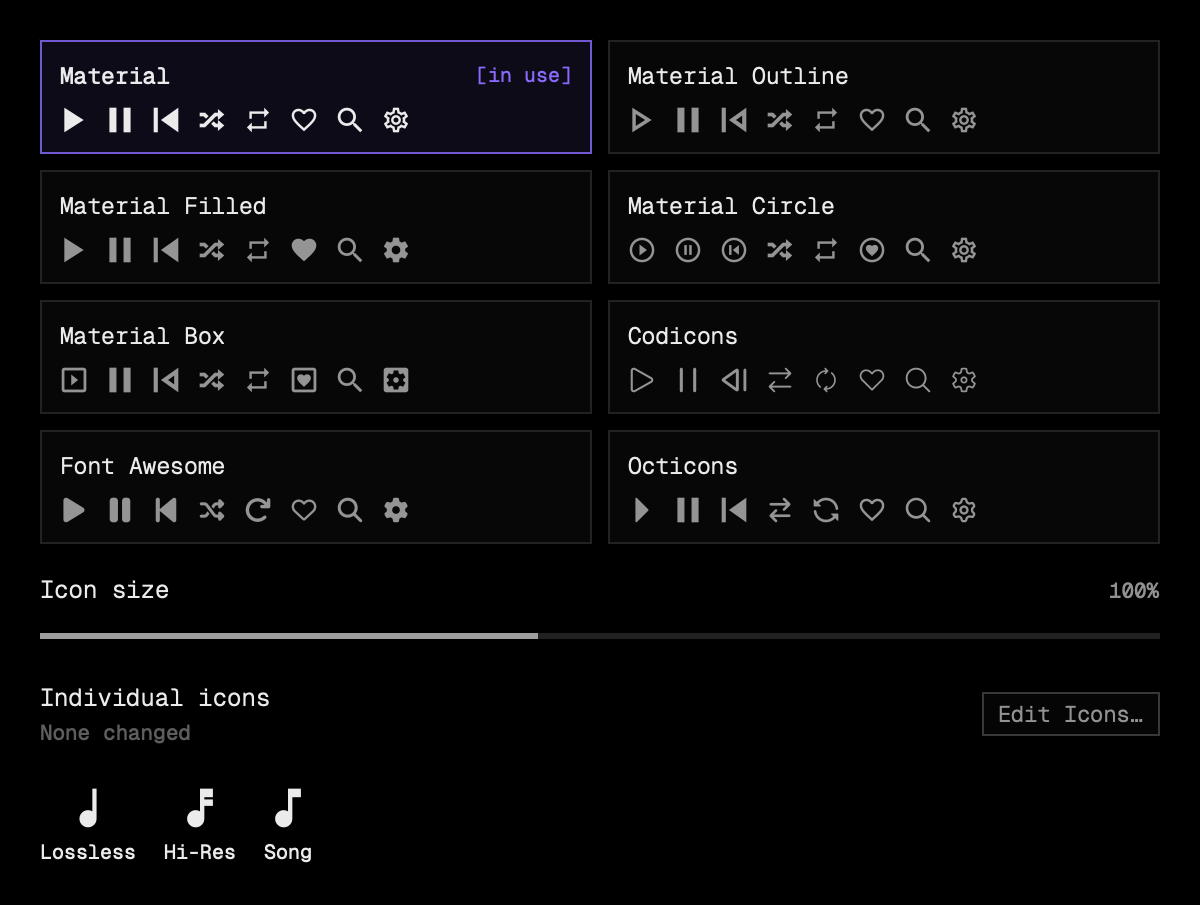 Material [in use]
Material Outline
Material Filled
Material Circle
Material Box
Codicons
Font Awesome
Octicons
Icon size 100%
Individual icons
None changed
Edit Icons…
Lossless Hi-Res Song